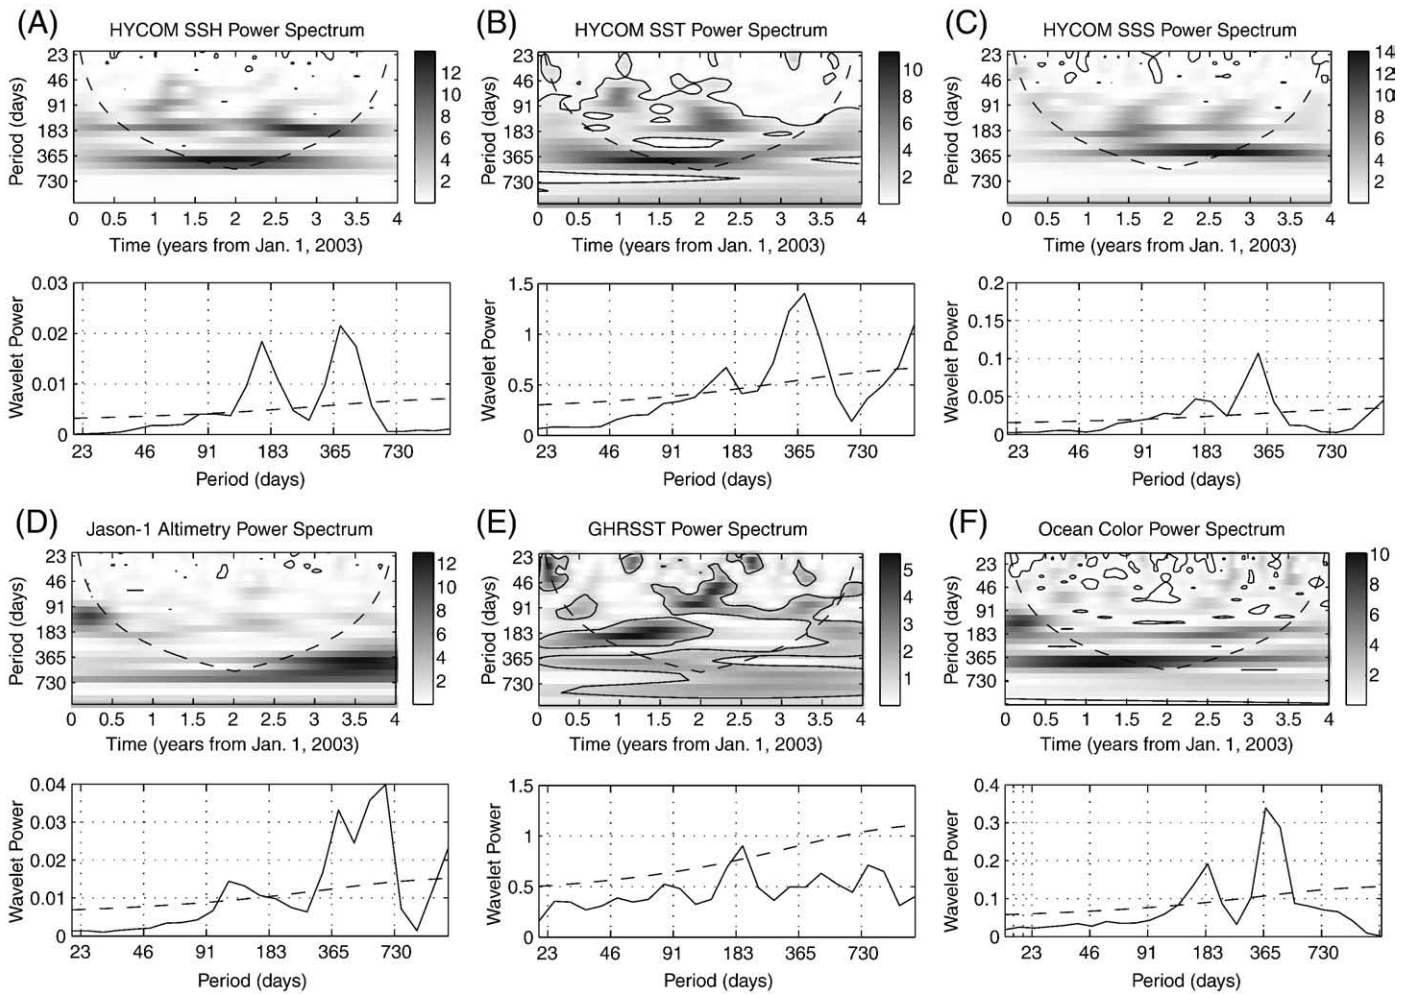 (A)
HYCOM SSH Power Spectrum
Period (days)
23
46
91
183
365
730
12
10
8
6
4
2
0 0.5 1 1.5 2 2.5 3 3.5 4
Time (years from Jan. 1, 2003)
Wavelet Power
0.03
0.02
0.01
0
23 46 91 183 365 730
Period (days)
(B)
HYCOM SST Power Spectrum
Period (days)
23
46
91
183
365
730
10
8
6
4
2
0 0.5 1 1.5 2 2.5 3 3.5 4
Time (years from Jan. 1, 2003)
Wavelet Power
1.5
1
0.5
0
23 46 91 183 365 730
Period (days)
(C)
HYCOM SSS Power Spectrum
Period (days)
23
46
91
183
365
730
14
12
10
8
6
4
2
0 0.5 1 1.5 2 2.5 3 3.5 4
Time (years from Jan. 1, 2003)
Wavelet Power
0.2
0.15
0.1
0.05
0
23 46 91 183 365 730
Period (days)
(D)
Jason-1 Altimetry Power Spectrum
Period (days)
23
46
91
183
365
730
12
10
8
6
4
2
0 0.5 1 1.5 2 2.5 3 3.5 4
Time (years from Jan. 1, 2003)
Wavelet Power
0.04
0.03
0.02
0.01
0
23 46 91 183 365 730
Period (days)
(E)
GHRSST Power Spectrum
Period (days)
23
46
91
183
365
730
5
4
3
2
1
0 0.5 1 1.5 2 2.5 3 3.5 4
Time (years from Jan. 1, 2003)
Wavelet Power
1.5
1
0.5
0
23 46 91 183 365 730
Period (days)
(F)
Ocean Color Power Spectrum
Period (days)
23
46
91
183
365
730
10
8
6
4
2
0 0.5 1 1.5 2 2.5 3 3.5 4
Time (years from Jan. 1, 2003)
Wavelet Power
0.4
0.3
0.2
0.1
0
23 46 91 183 365 730
Period (days)